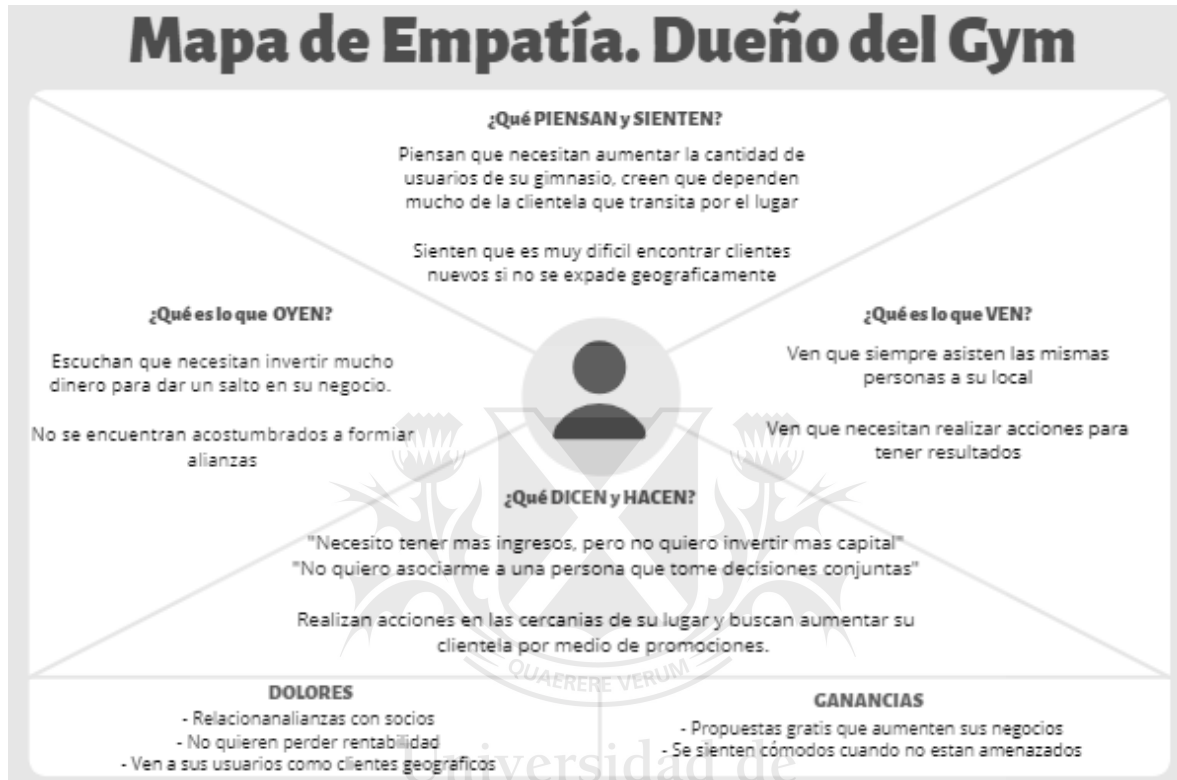 Mapa de Empatía. Dueño del Gym
¿Qué PIENSAN y SIENTEN?
Piensan que necesitan aumentar la cantidad de
usuarios de su gimnasio, creen que dependen
mucho de la clientela que transita por el lugar
Sienten que es muy dificil encontrar clientes
nuevos si no se expade geograficamente
¿Qué es lo que OYEN?
Escuchan que necesitan invertir mucho
dinero para dar un salto en su negocio.
No se encuentran acostumbrados a formiar
alianzas
¿Qué es lo que VEN?
Ven que siempre asisten las mismas
personas a su local
Ven que necesitan realizar acciones para
tener resultados
¿Qué DICEN y HACEN?
"Necesito tener mas ingresos, pero no quiero invertir mas capital"
"No quiero asociarme a una persona que tome decisiones conjuntas"
Realizan acciones en las cercanias de su lugar y buscan aumentar su
clientela por medio de promociones.
QUAERERE VERUM
DOLORES
- Relacionanalianzas con socios
- No quieren perder rentabilidad
- Ven a sus usuarios como clientes geograficos
GANANCIAS
- Propuestas gratis que aumenten sus negocios
- Se sienten cómodos cuando no estan amenazados
Universidad de